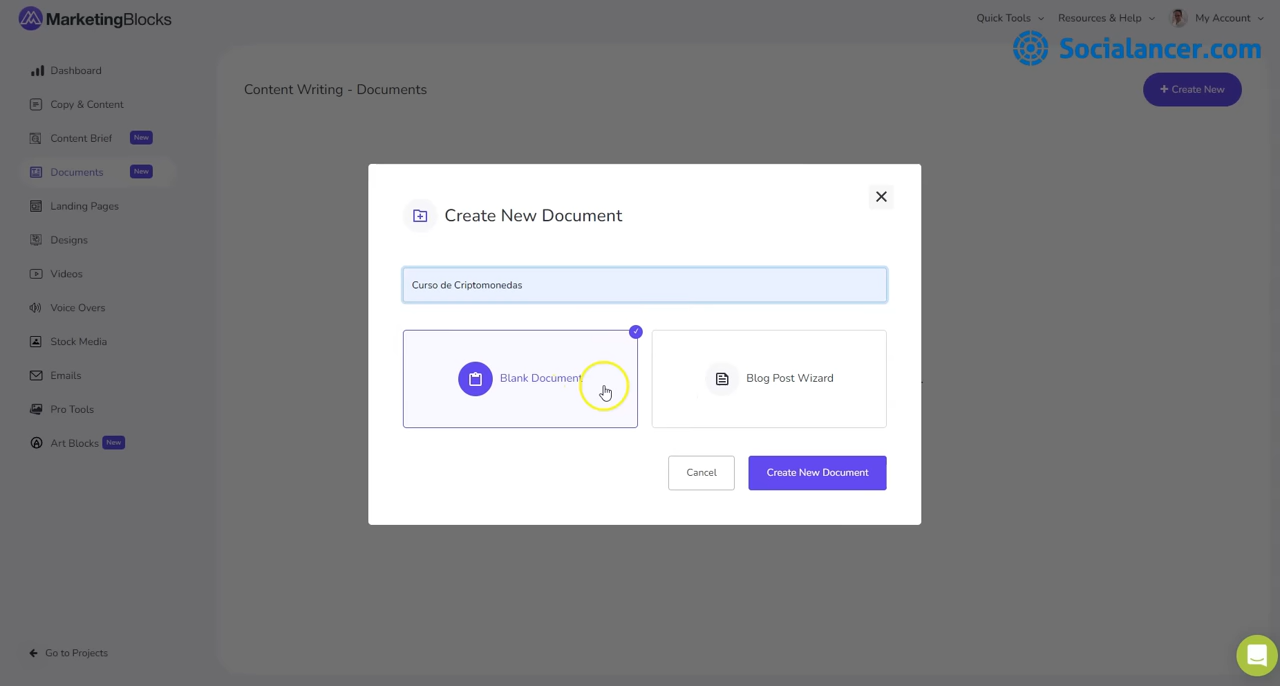 MarketingBlocks
Quick Tools
Resources & Help
My Account
Socialancer.com
Dashboard
Copy & Content
Content Brief New
Documents New
Landing Pages
Designs
Videos
Voice Overs
Stock Media
Emails
Pro Tools
Art Blocks New
Go to Projects
Content Writing - Documents
+ Create New
Create New Document
Curso de Criptomonedas
Blank Document
Blog Post Wizard
Cancel
Create New Document